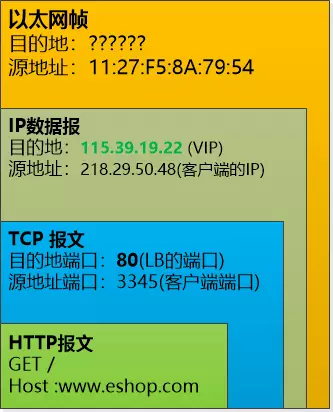 以太网帧
目的地：??????
源地址：11:27:F5:8A:79:54
IP数据报
目的地：115.39.19.22 (VIP)
源地址：218.29.50.48(客户端的IP)
TCP 报文
目的地端口：80(LB的端口)
源地址端口：3345(客户端端口)
HTTP报文
GET /
Host :www.eshop.com